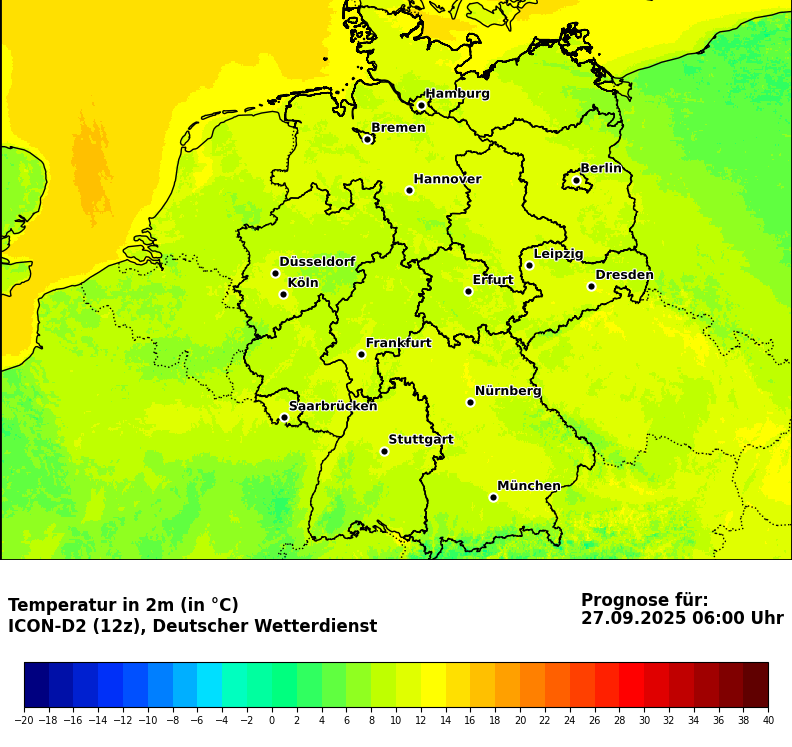 Hamburg
Bremen
Berlin
Hannover
Leipzig
Düsseldorf
Dresden
Köln
Erfurt
Frankfurt
Nürnberg
Saarbrücken
Stuttgart
München
Temperatur in 2m (in °C)
ICON-D2 (12z), Deutscher Wetterdienst
Prognose für:
27.09.2025 06:00 Uhr
−20 −18 −16 −14 −12 −10 −8 −6 −4 −2 0 2 4 6 8 10 12 14 16 18 20 22 24 26 28 30 32 34 36 38 40